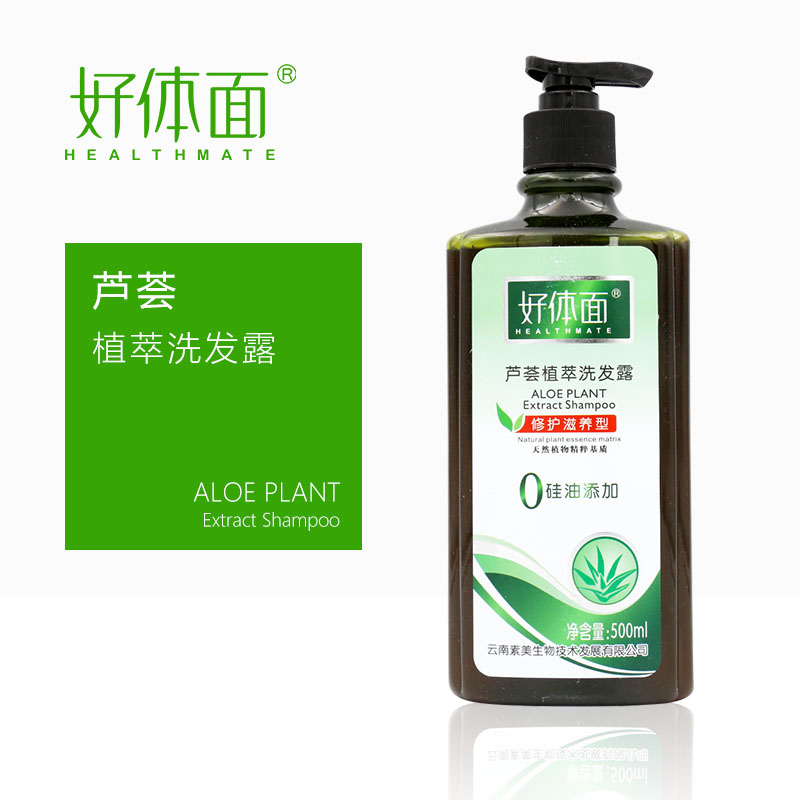 好体面®
HEALTHMATE
芦荟
植萃洗发露
ALOE PLANT
Extract Shampoo
好体面®
HEALTHMATE
芦荟植萃洗发露
ALOE PLANT
Extract Shampoo
修护滋养型
Natural plant essence matrix
天然植物精粹基质
0硅油添加
净含量:500ml
云南素美生物技术发展有限公司